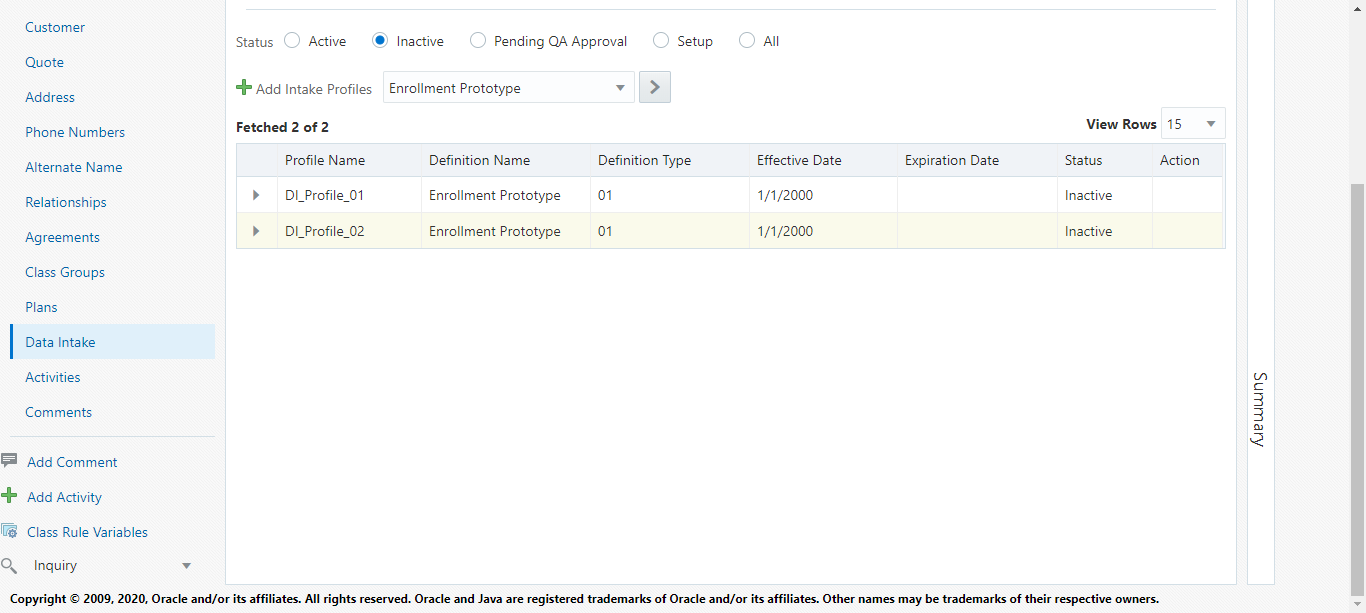 Customer
Quote
Address
Phone Numbers
Alternate Name
Relationships
Agreements
Class Groups
Plans
Data Intake
Activities
Comments
Add Comment
Add Activity
Class Rule Variables
Inquiry
Status Active Inactive Pending QA Approval Setup All
Add Intake Profiles Enrollment Prototype
Fetched 2 of 2 View Rows 15
Profile Name Definition Name Definition Type Effective Date Expiration Date Status Action
DI_Profile_01 Enrollment Prototype 01 1/1/2000 Inactive
DI_Profile_02 Enrollment Prototype 01 1/1/2000 Inactive
Summary
Copyright © 2009, 2020, Oracle and/or its affiliates. All rights reserved. Oracle and Java are registered trademarks of Oracle and/or its affiliates. Other names may be trademarks of their respective owners.